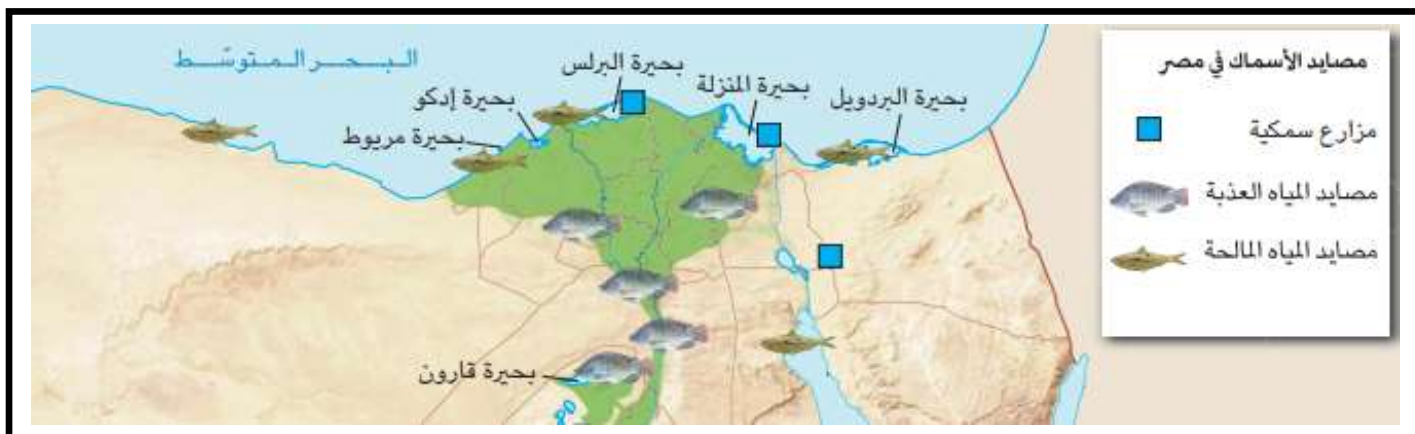 مصايد الأسماك في مصر
مزارع سمكية
مصايد المياه العذبة
مصايد المياه المالحة
البحر المتوسّط
بحيرة البرلس
بحيرة المنزلة
بحيرة البردويل
بحيرة إدكو
بحيرة مريوط
بحيرة قارون